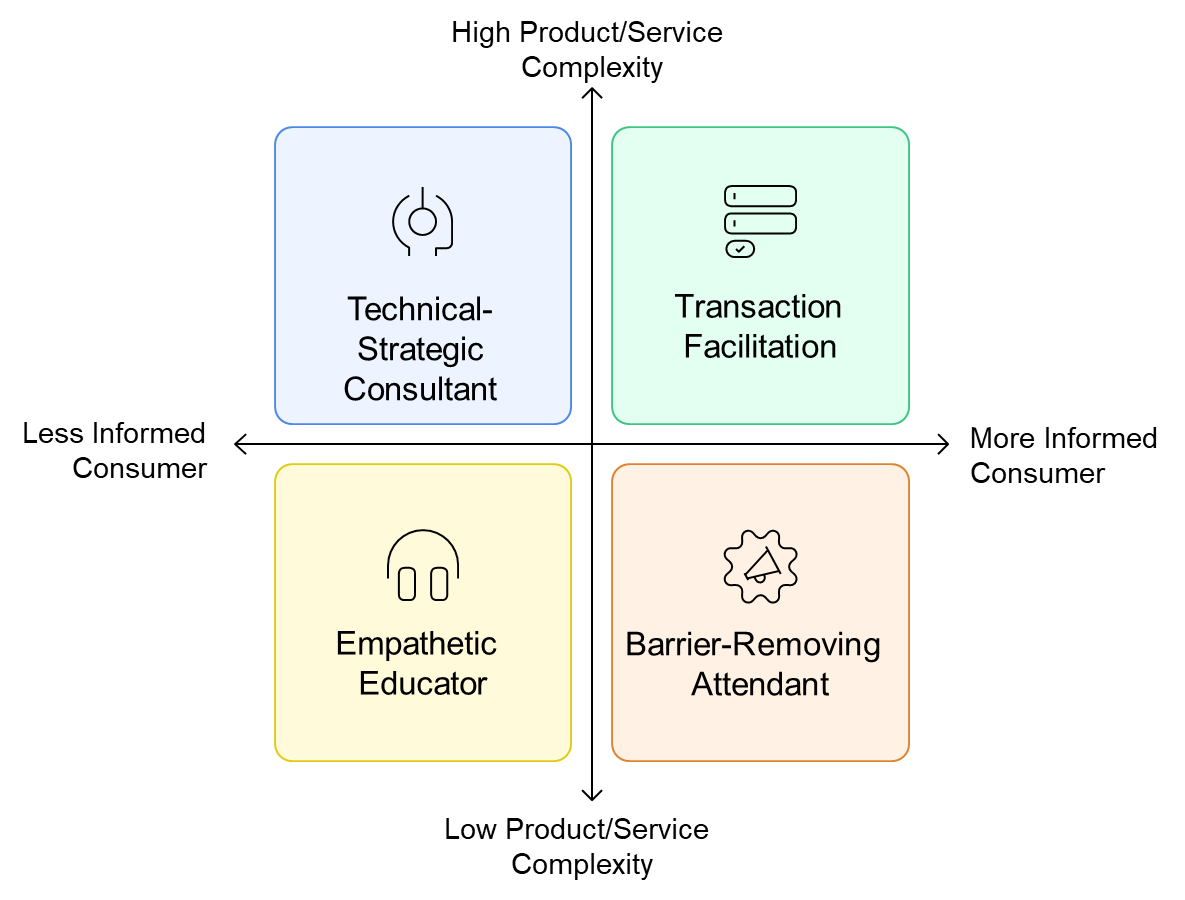 High Product/Service
Complexity
Technical-
Strategic
Consultant
Transaction
Facilitation
Less Informed
Consumer
More Informed
Consumer
Empathetic
Educator
Barrier-Removing
Attendant
Low Product/Service
Complexity